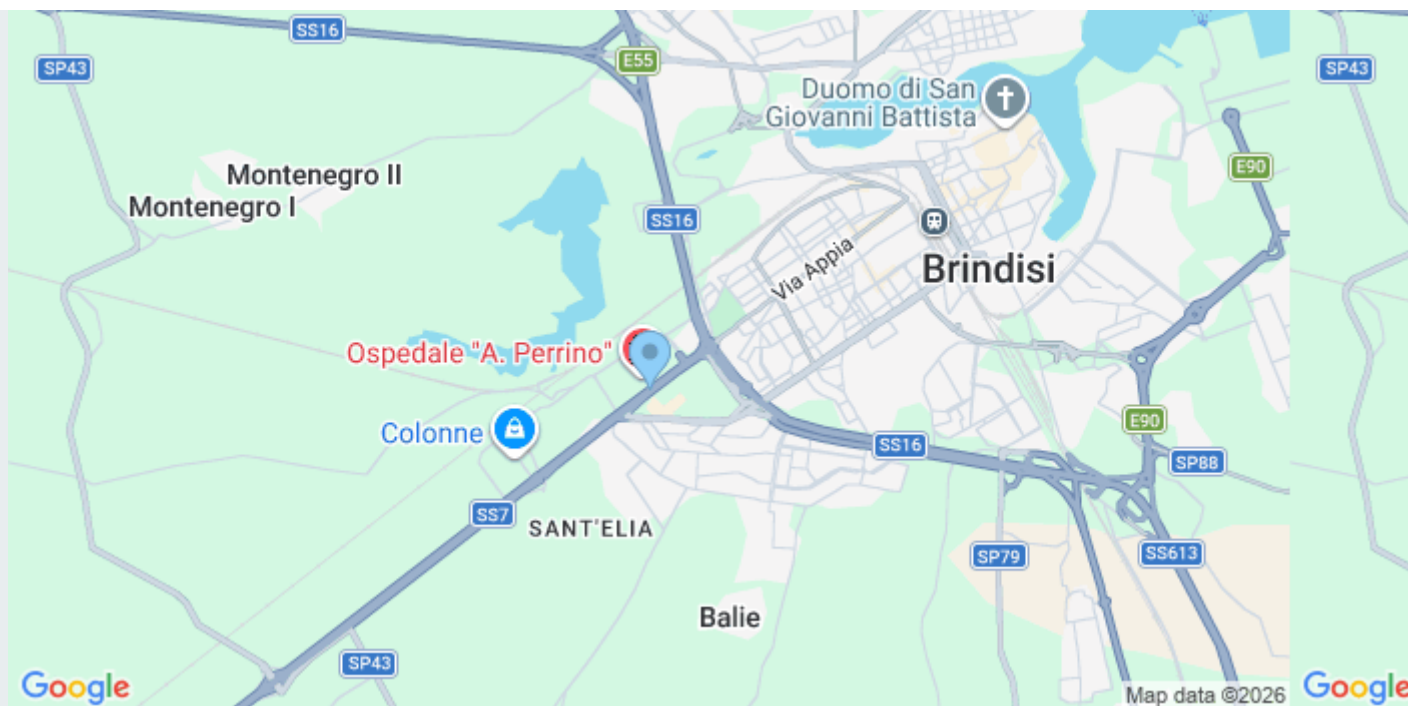 SS16
E55
SP43
SP43
Duomo di San
Giovanni Battista
E90
Montenegro II
Montenegro I
SS16
Via Appia
Brindisi
Ospedale "A. Perrino"
Colonne
E90
SS16
SP88
SS7
SANT'ELIA
SP79
SS613
Balie
SP43
Google
Map data ©2026
Google